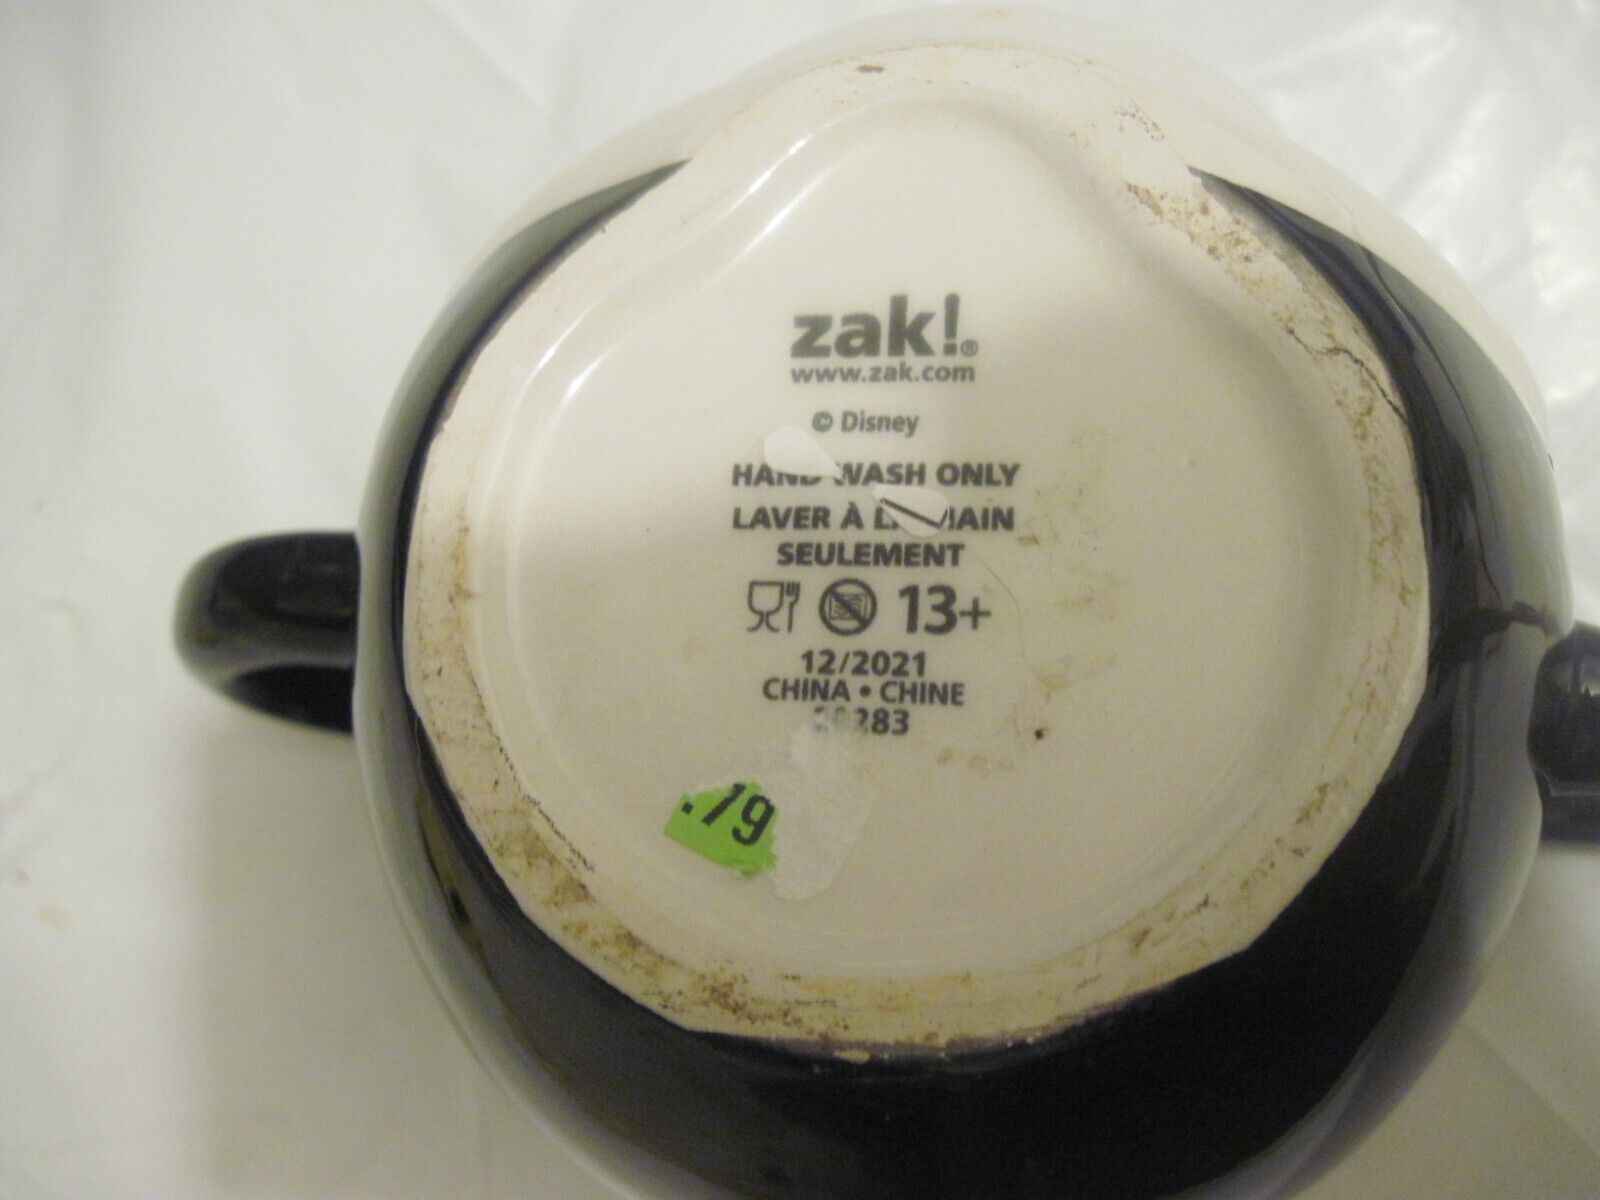 zak!®
www.zak.com
© Disney
HAND WASH ONLY
LAVER À LA MAIN
SEULEMENT
13+
12/2021
CHINA • CHINE
.79